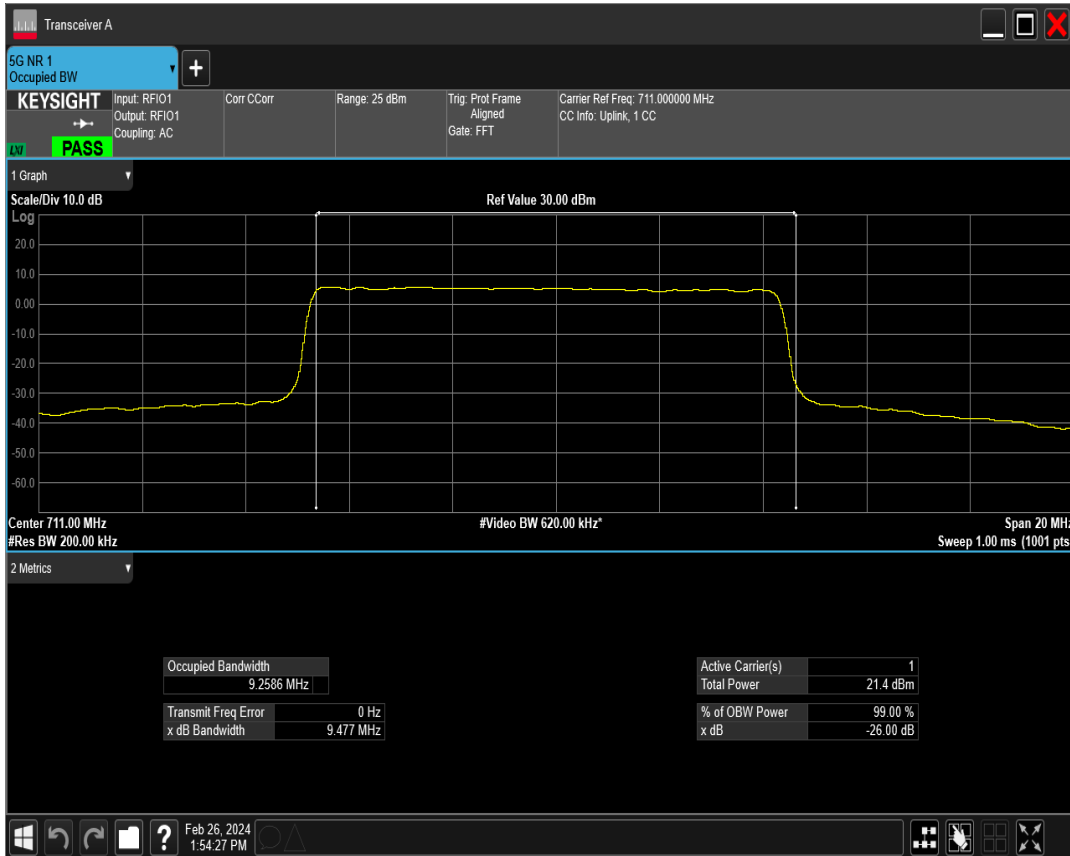 Transceiver A
5G NR 1
Occupied BW
+
KEYSIGHT
Input: RFIO1
Output: RFIO1
Coupling: AC
Corr CCorr
Range: 25 dBm
Trig: Prot Frame
Aligned
Gate: FFT
Carrier Ref Freq: 711.000000 MHz
CC Info: Uplink, 1 CC
LXI
PASS
1 Graph
Scale/Div 10.0 dB
Ref Value 30.00 dBm
Log
20.0
10.0
0.00
-10.0
-20.0
-30.0
-40.0
-50.0
-60.0
Center 711.00 MHz
#Video BW 620.00 kHz*
Span 20 MHz
#Res BW 200.00 kHz
Sweep 1.00 ms (1001 pts
2 Metrics
Occupied Bandwidth
9.2586 MHz
Transmit Freq Error 0 Hz
x dB Bandwidth 9.477 MHz
Active Carrier(s) 1
Total Power 21.4 dBm
% of OBW Power 99.00 %
x dB -26.00 dB
?
Feb 26, 2024
1:54:27 PM